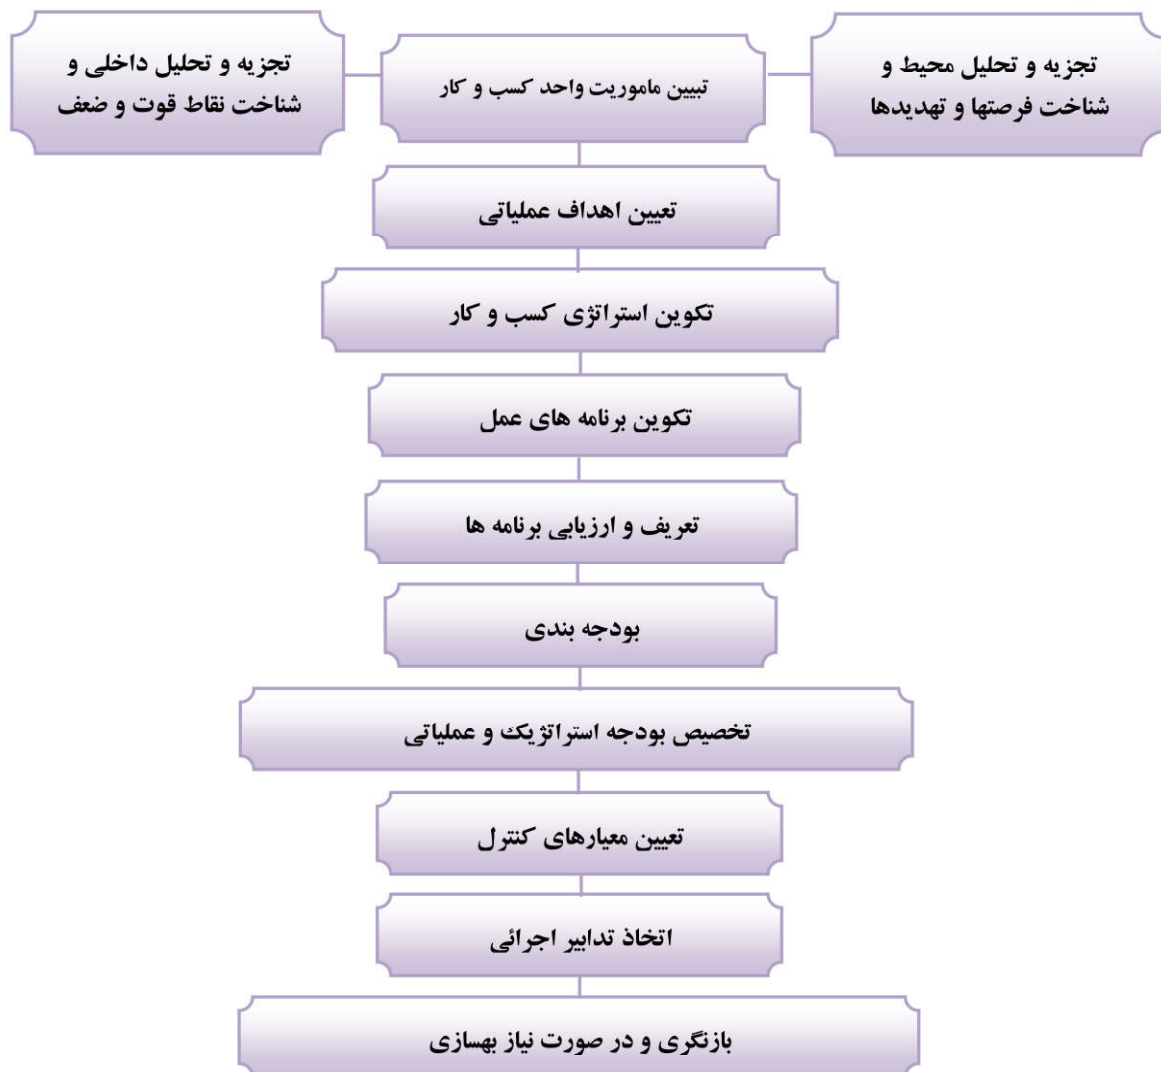 تجزیه و تحلیل محیط و
شناخت فرصتها و تهدیدها
تبیین ماموریت واحد کسب و کار
تجزیه و تحلیل داخلی و
شناخت نقاط قوت و ضعف
تعیین اهداف عملیاتی
تکوین استراتژی کسب و کار
تکوین برنامه های عمل
تعریف و ارزیابی برنامه ها
بودجه بندی
تخصیص بودجه استراتژیک و عملیاتی
تعیین معیارهای کنترل
اتخاذ تدابیر اجرائی
بازنگری و در صورت نیاز بهسازی